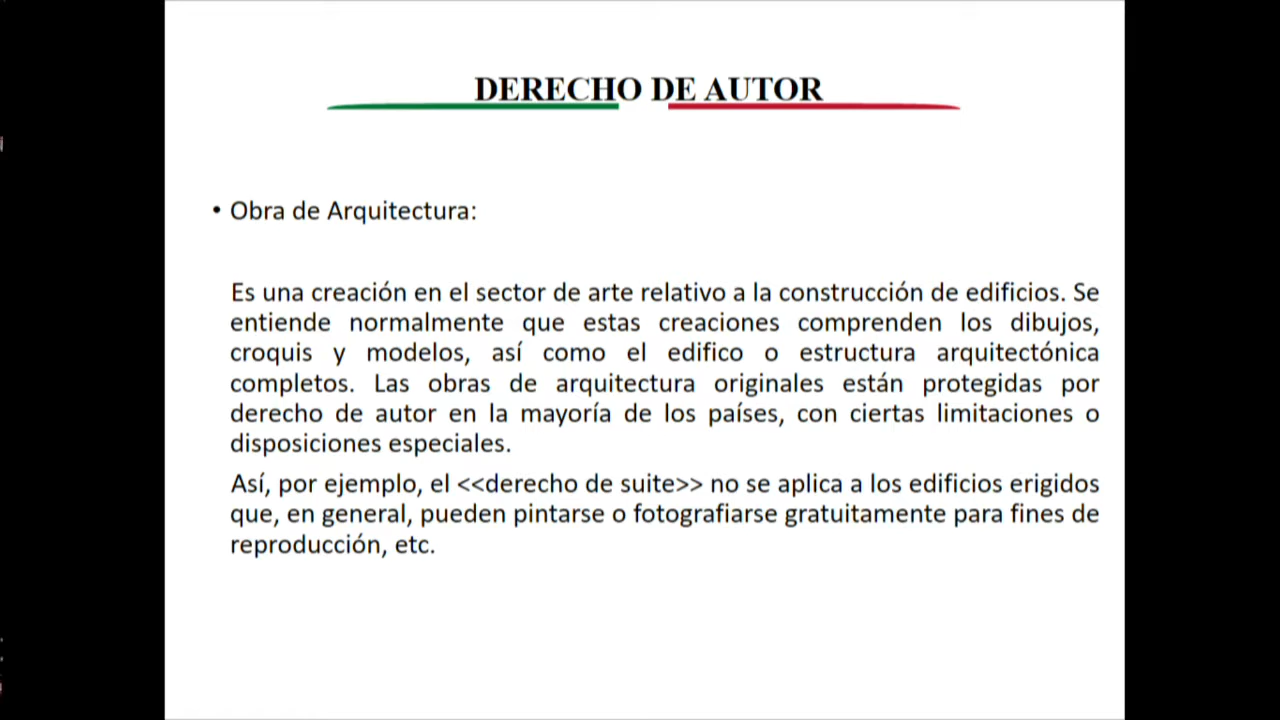 DERECHO DE AUTOR
• Obra de Arquitectura:
Es una creación en el sector de arte relativo a la construcción de edificios. Se
entiende normalmente que estas creaciones comprenden los dibujos,
croquis y modelos, así como el edifico o estructura arquitectónica
completos. Las obras de arquitectura originales están protegidas por
derecho de autor en la mayoría de los países, con ciertas limitaciones o
disposiciones especiales.
Así, por ejemplo, el <<derecho de suite>> no se aplica a los edificios erigidos
que, en general, pueden pintarse o fotografiarse gratuitamente para fines de
reproducción, etc.